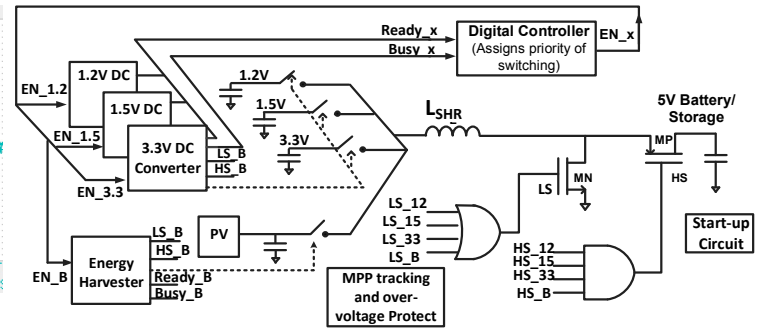 Ready_x
Busy_x
Digital Controller
(Assigns priority of
switching)
EN_x
1.2V DC
EN_1.2
1.5V DC
EN_1.5
3.3V DC
Converter
EN_3.3
LS_B
HS_B
1.2V
1.5V
3.3V
LSHR
5V Battery/
Storage
MP
HS
LS
MN
PV
LS_12
LS_15
LS_33
LS_B
HS_12
HS_15
HS_33
HS_B
Start-up
Circuit
EN_B
Energy
Harvester
LS_B
HS_B
Ready_B
Busy_B
MPP tracking
and over-
voltage Protect